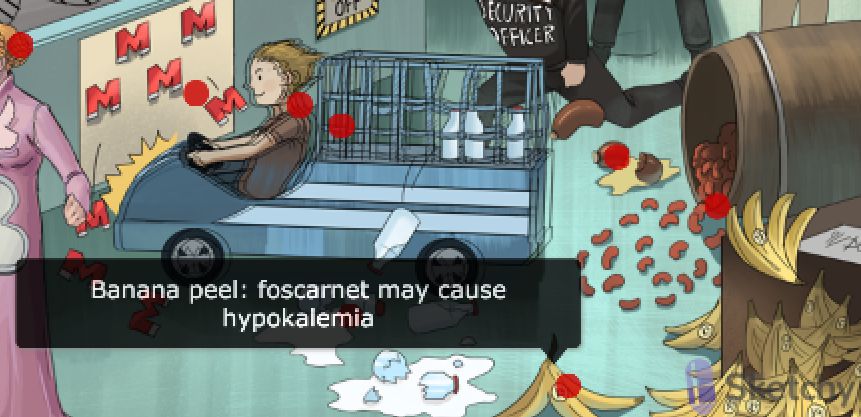 OFF
SECURITY
OFFICER
M
M
M
M
M
M
M
M
Banana peel: foscarnet may cause
hypokalemia
Sketchy